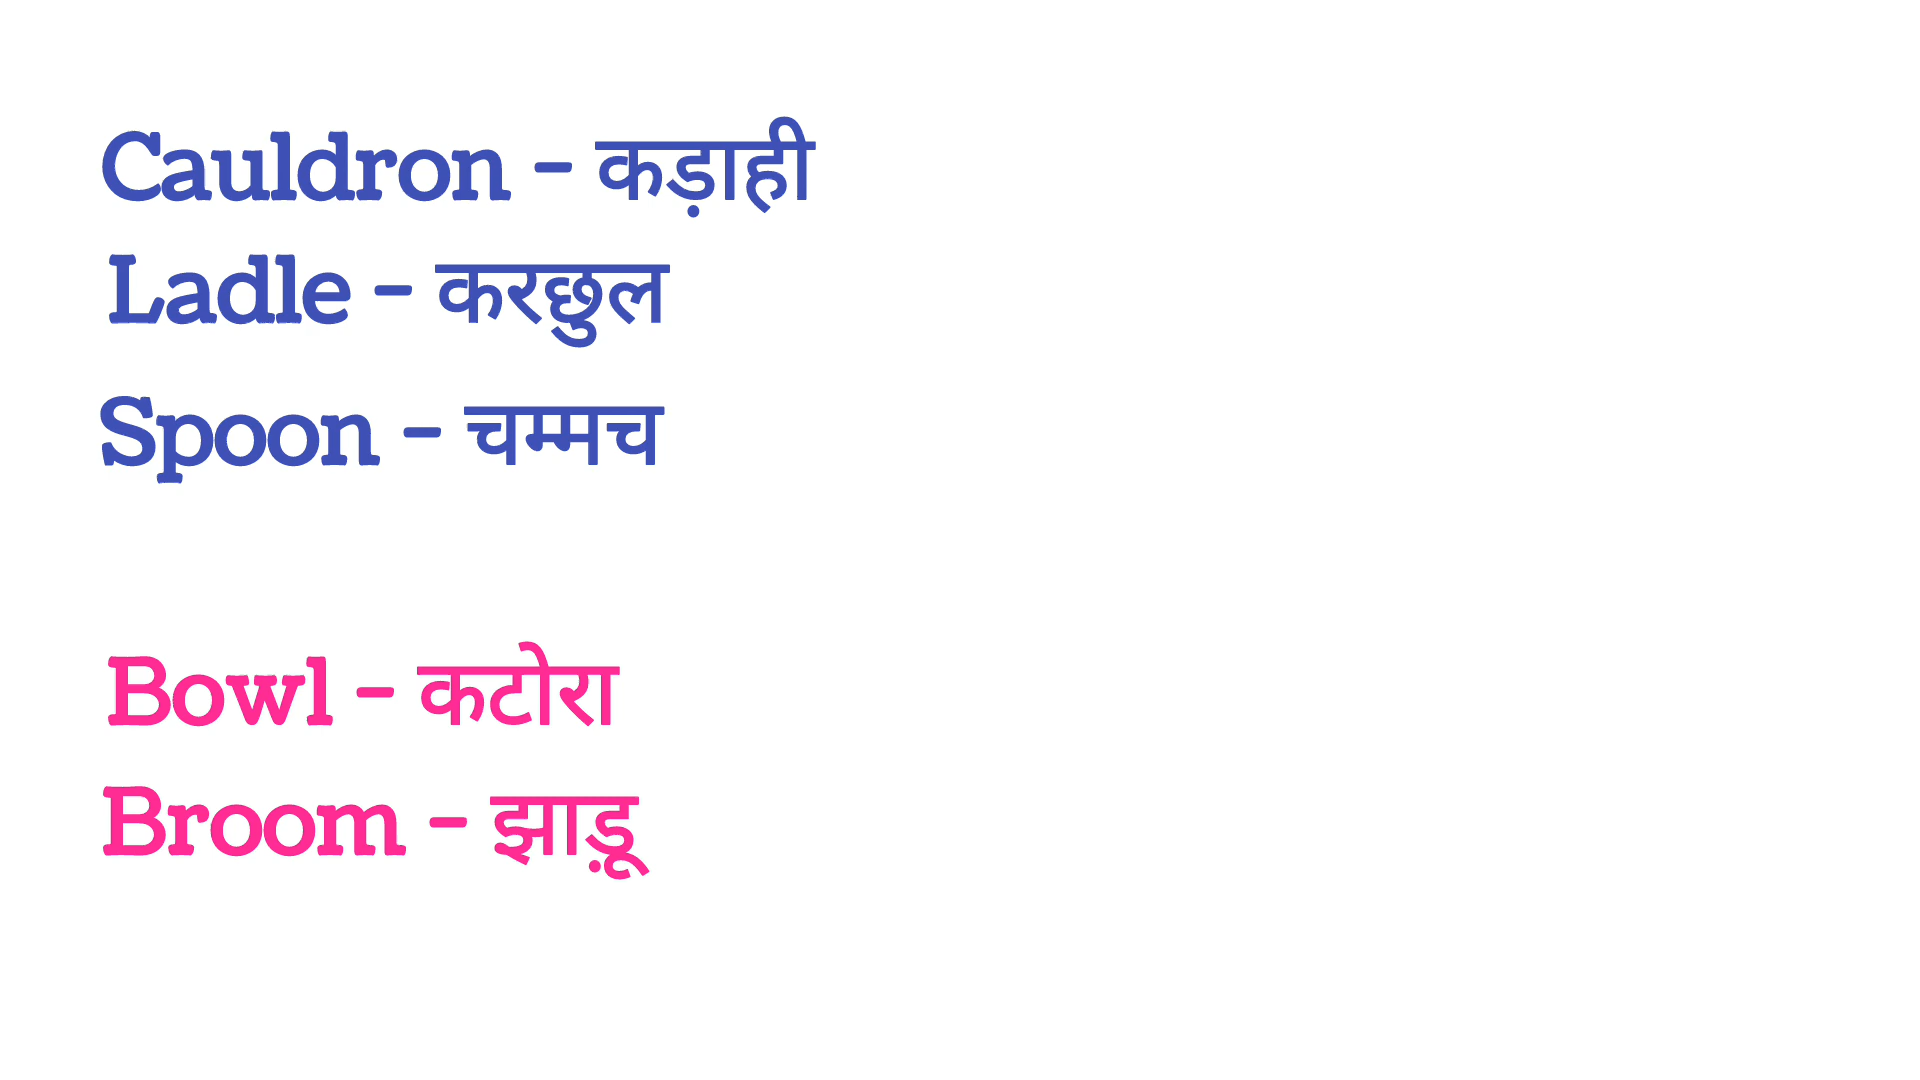 Cauldron - कड़ाही
Ladle - करछुल
Spoon - चम्मच
Bowl - कटोरा
Broom - झाड़ू